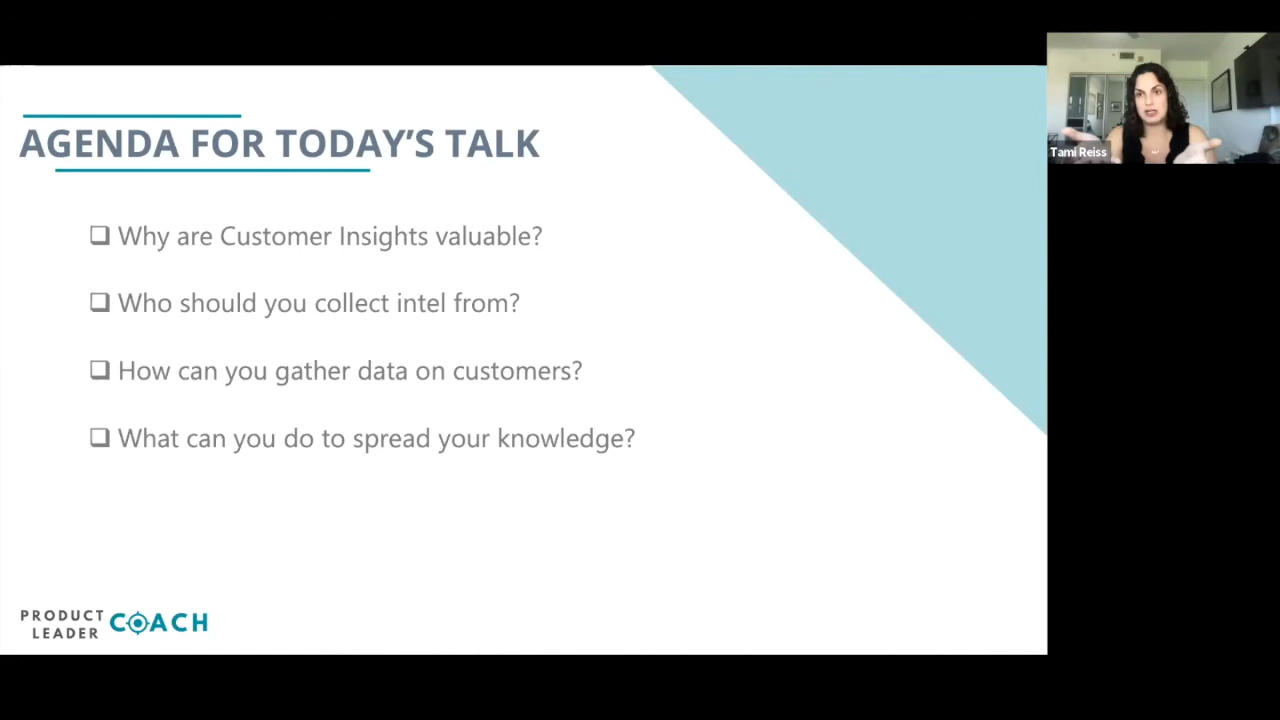 AGENDA FOR TODAY'S TALK
❑ Why are Customer Insights valuable?
❑ Who should you collect intel from?
❑ How can you gather data on customers?
❑ What can you do to spread your knowledge?
PRODUCT
LEADER
COACH
Tami Reiss